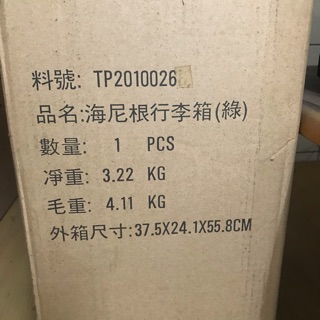 料號: TP2010026
品名:海尼根行李箱(綠)
數量: 1 PCS
凈重: 3.22 KG
毛重: 4.11 KG
外箱尺寸:37.5X24.1X55.8CM